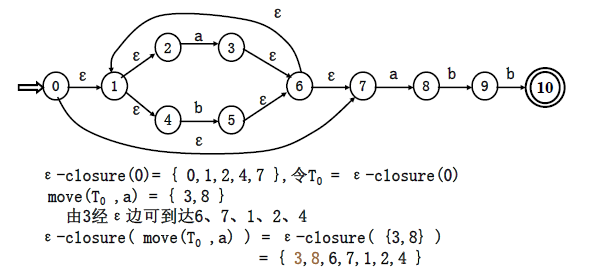 ε
2 a 3
ε ε
0 ε 1 6 ε 7 a 8 b 9 b 10
ε ε
4 b 5
ε
ε-closure(0)= { 0,1,2,4,7 },令T₀ = ε-closure(0)
move(T₀ ,a) = { 3,8 }
由3经ε边可到达6、7、1、2、4
ε-closure( move(T₀ ,a) ) = ε-closure( {3,8} )
= { 3,8,6,7,1,2,4 }